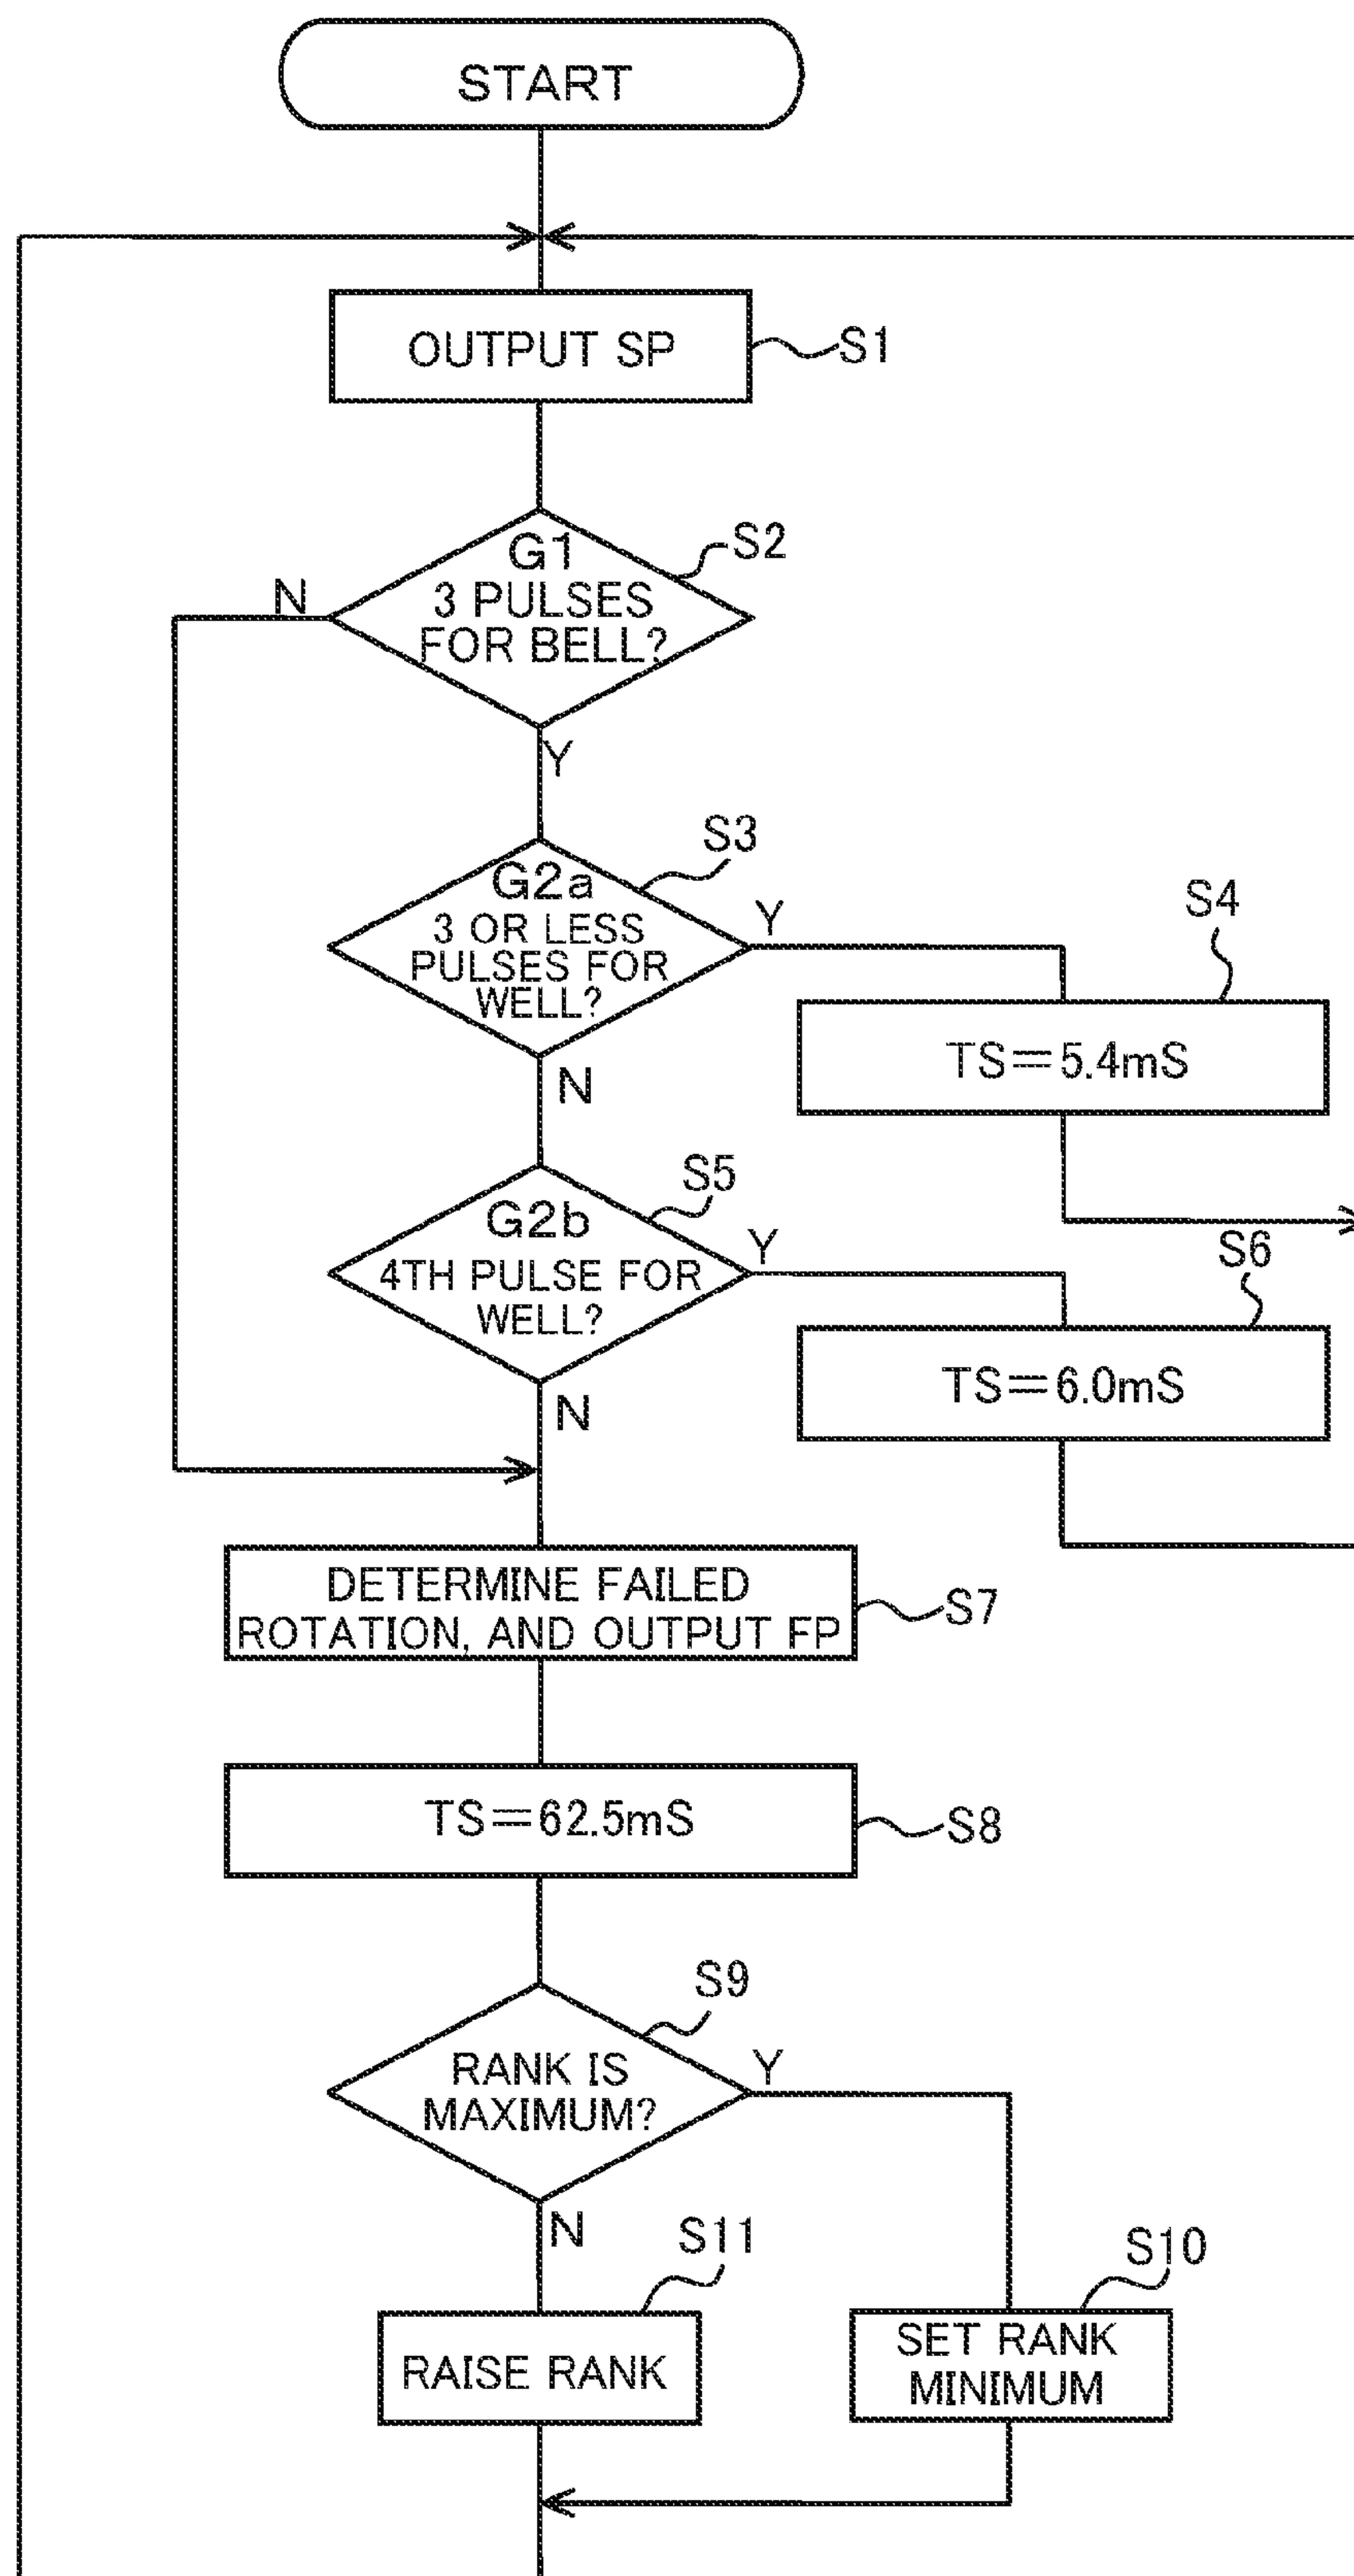 START
OUTPUT SP
S1
G1
3 PULSES
FOR BELL?
S2
N
Y
G2a
3 OR LESS
PULSES FOR
WELL?
S3
Y
N
S4
TS=5.4mS
G2b
4TH PULSE FOR
WELL?
S5
Y
N
S6
TS=6.0mS
DETERMINE FAILED
ROTATION, AND OUTPUT FP
S7
TS=62.5mS
S8
RANK IS
MAXIMUM?
S9
Y
N
S11
RAISE RANK
S10
SET RANK
MINIMUM